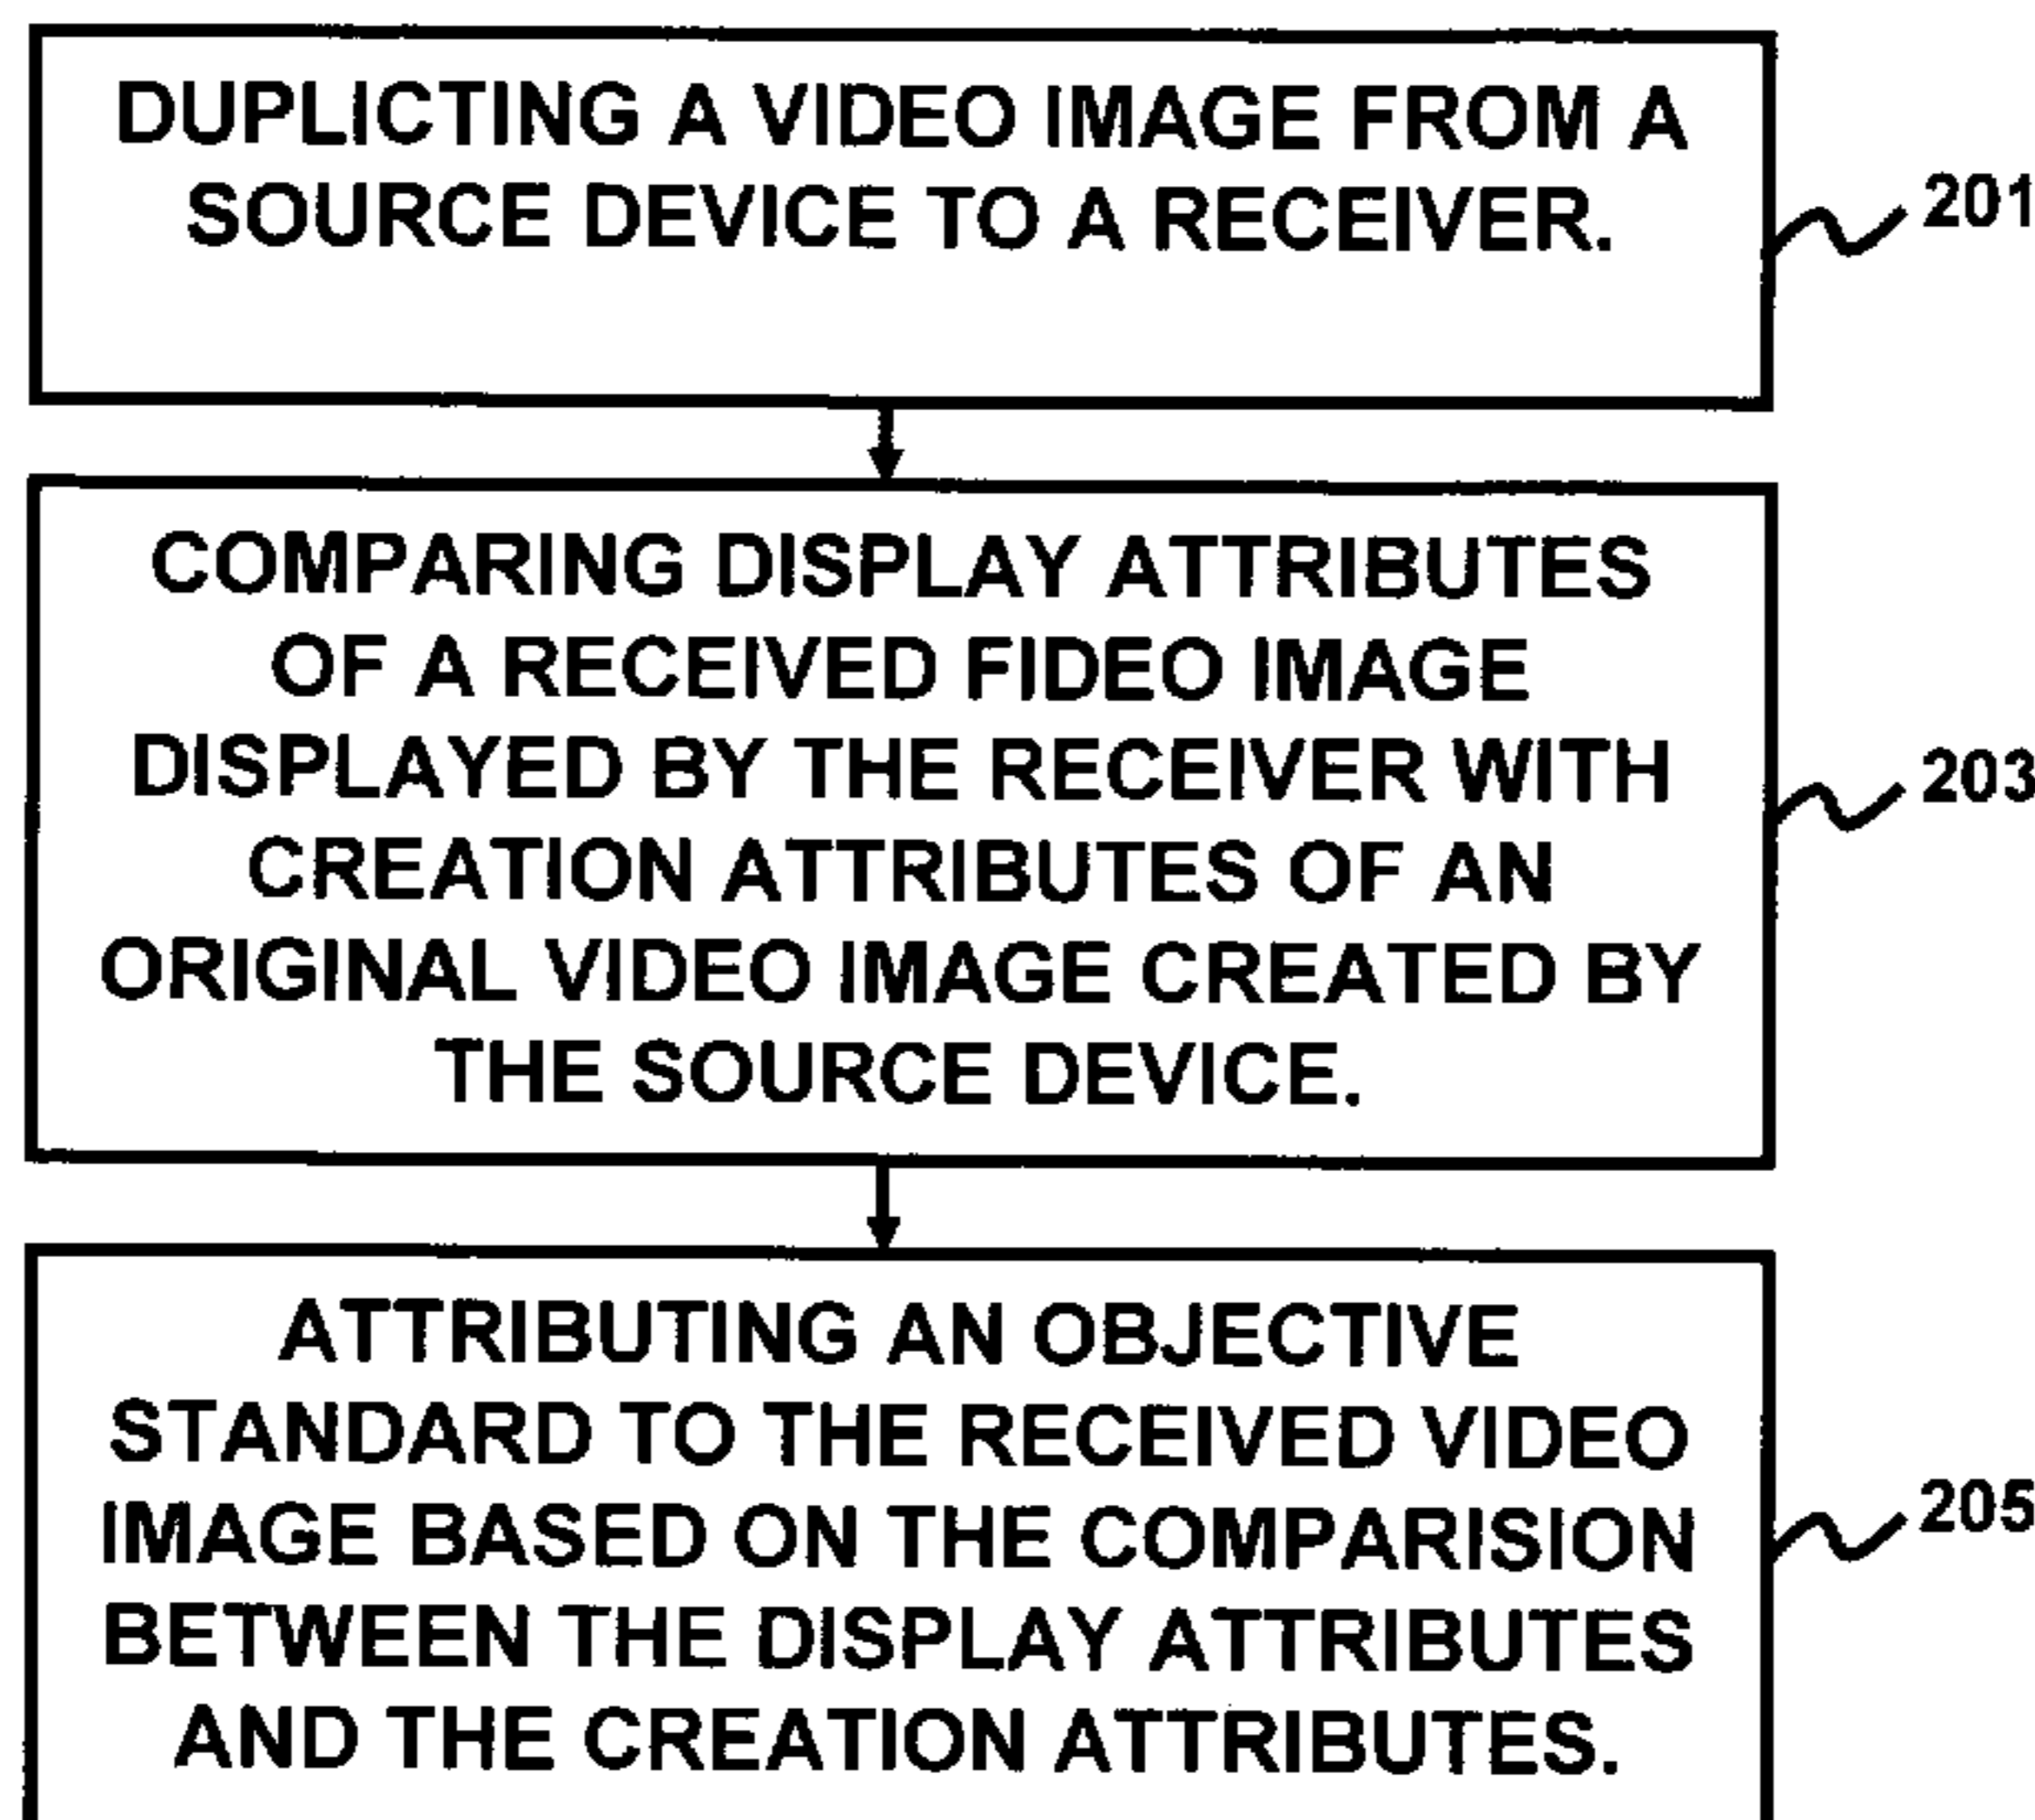 DUPLICTING A VIDEO IMAGE FROM A
SOURCE DEVICE TO A RECEIVER.
201
COMPARING DISPLAY ATTRIBUTES
OF A RECEIVED FIDEO IMAGE
DISPLAYED BY THE RECEIVER WITH
CREATION ATTRIBUTES OF AN
ORIGINAL VIDEO IMAGE CREATED BY
THE SOURCE DEVICE.
203
ATTRIBUTING AN OBJECTIVE
STANDARD TO THE RECEIVED VIDEO
IMAGE BASED ON THE COMPARISION
BETWEEN THE DISPLAY ATTRIBUTES
AND THE CREATION ATTRIBUTES.
205